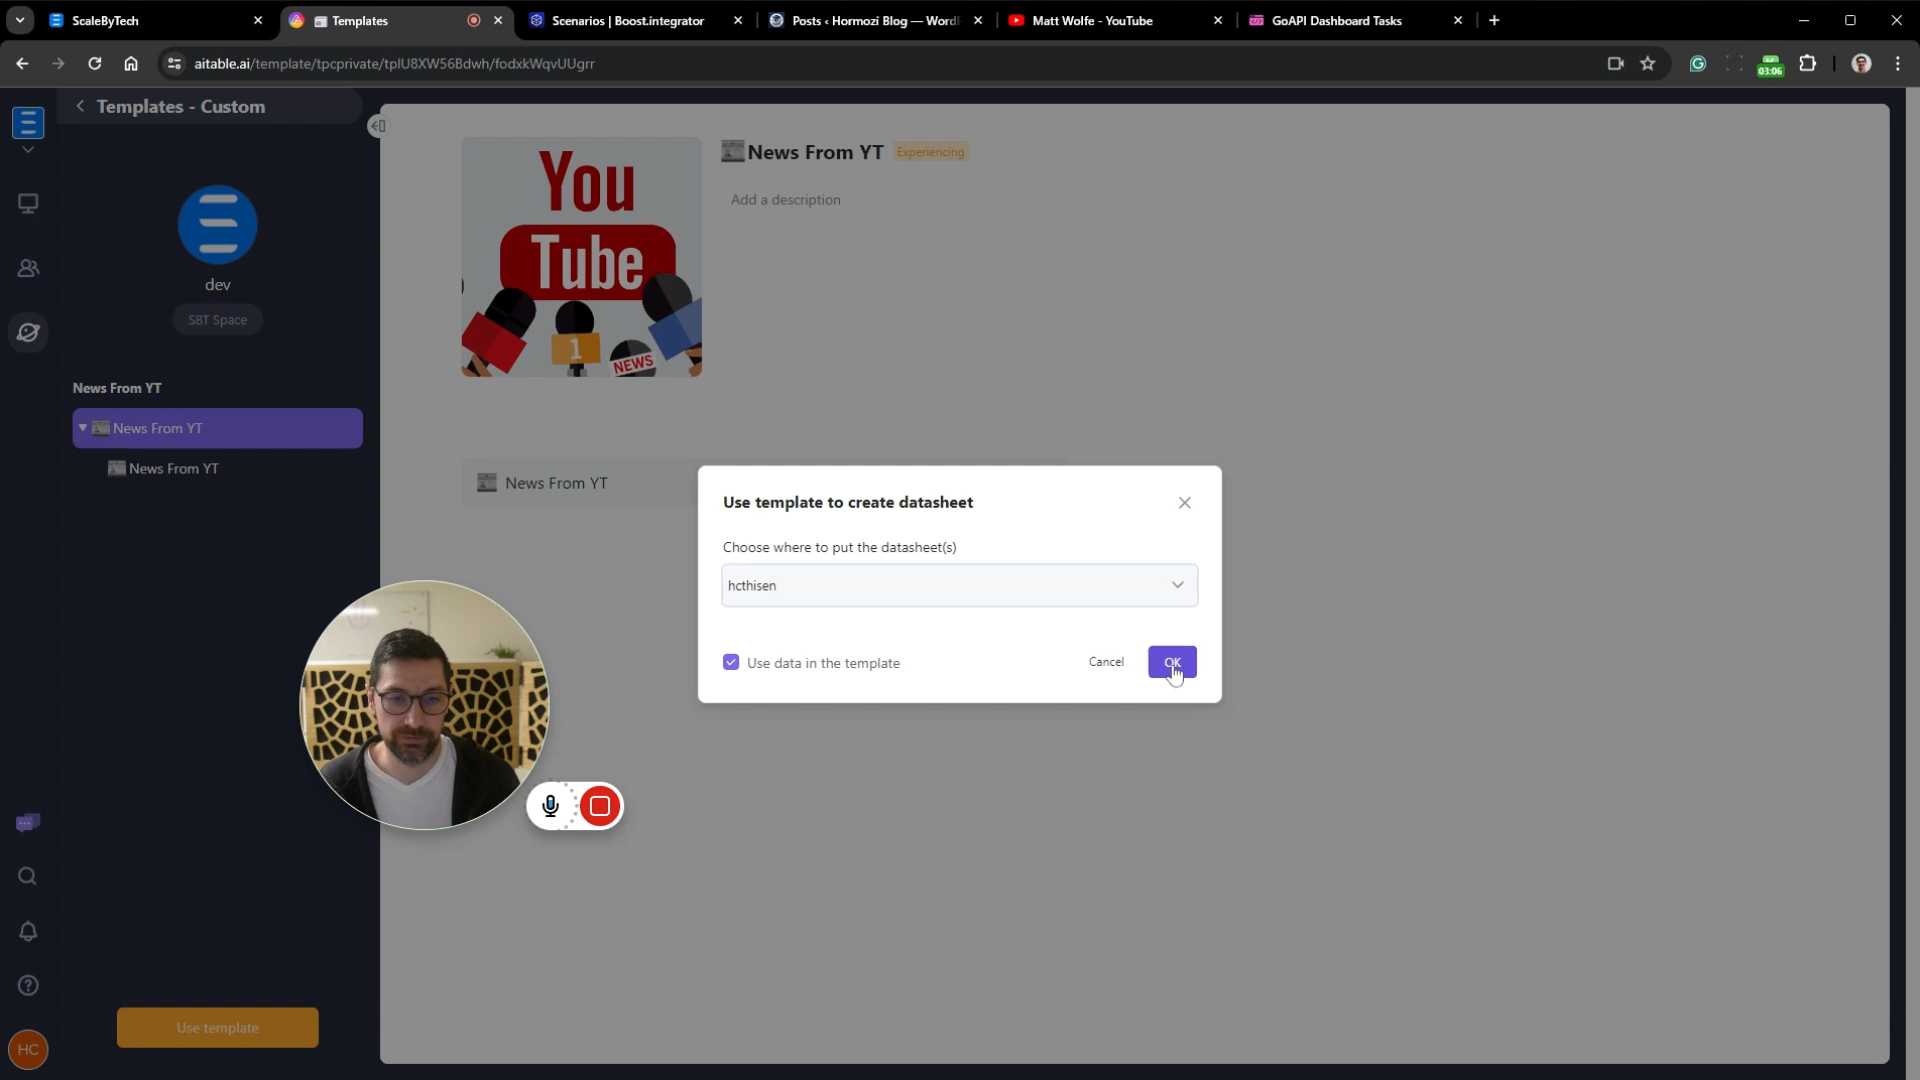 ScaleByTech
Templates
Scenarios | Boost.integrator
Posts ‹ Hormozi Blog — Word
Matt Wolfe - YouTube
GoAPI Dashboard Tasks
aitable.ai/template/tpcprivate/tplU8XW56Bdwh/fodxkWqvUUgrr
03:06
Templates - Custom
dev
SBT Space
News From YT
News From YT
News From YT
You
Tube
1
NEWS
News From YT
Experiencing
Add a description
News From YT
Use template to create datasheet
Choose where to put the datasheet(s)
hcthisen
Use data in the template
Cancel
OK
Use template
HC